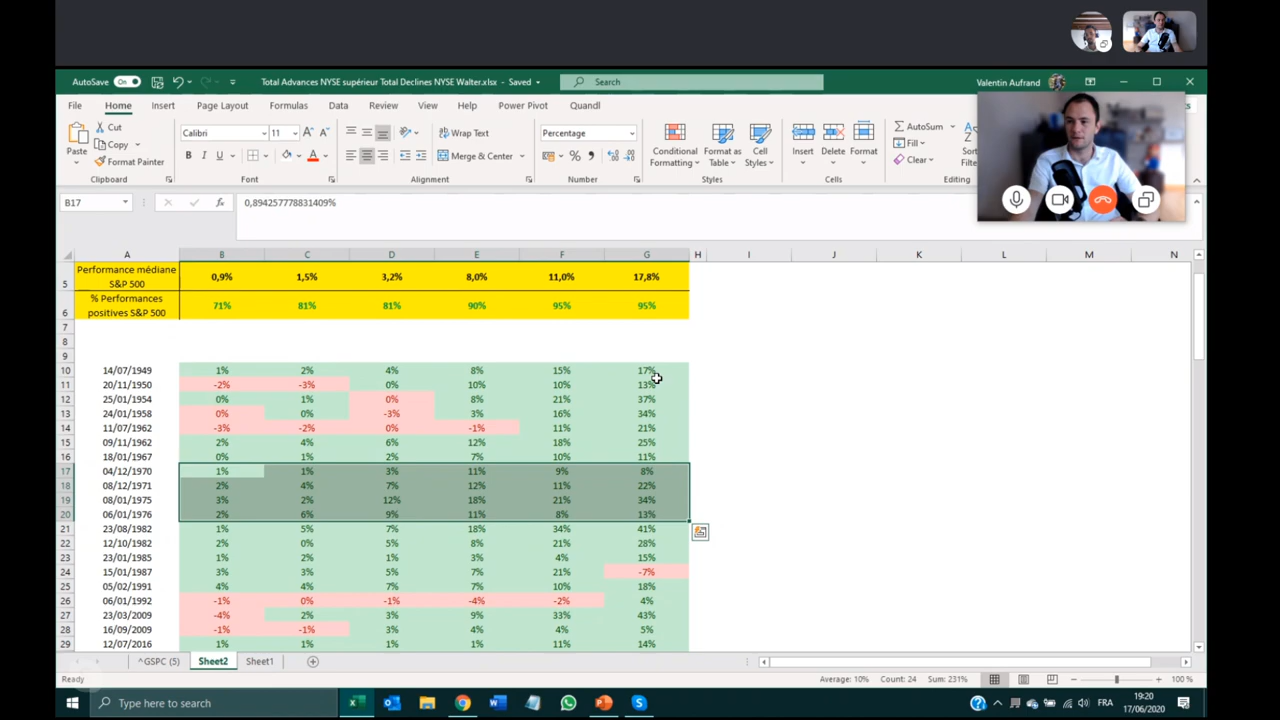 AutoSave On Total Advances NYSE supérieur Total Declines NYSE Walter.xlsx - Saved Search Valentin Aufrand
File Home Insert Page Layout Formulas Data Review View Help Power Pivot Quandl
Paste Cut Copy Format Painter Calibri 11 Wrap Text Merge & Center Percentage Conditional Formatting Format as Table Cell Styles Insert Delete Format AutoSum Fill Clear
Clipboard Font Alignment Number Styles Cells Editing
B17 0,894257778831409%
A B C D E F G H I J K L M N
5 Performance médiane S&P 500 0,9% 1,5% 3,2% 8,0% 11,0% 17,8%
6 % Performances positives S&P 500 71% 81% 81% 90% 95% 95%
7
8
9
10 14/07/1949 1% 2% 4% 8% 15% 17%
11 20/11/1950 -2% -3% 0% 10% 10% 13%
12 25/01/1954 0% 1% 0% 8% 21% 37%
13 24/01/1958 0% 0% -3% 3% 16% 34%
14 11/07/1962 -3% -2% 0% -1% 11% 21%
15 09/11/1962 2% 4% 6% 12% 18% 25%
16 18/01/1967 0% 1% 2% 7% 10% 11%
17 04/12/1970 1% 1% 3% 11% 9% 8%
18 08/12/1971 2% 4% 7% 12% 11% 22%
19 08/01/1975 3% 2% 12% 18% 21% 34%
20 06/01/1976 2% 6% 9% 11% 8% 13%
21 23/08/1982 1% 5% 7% 18% 34% 41%
22 12/10/1982 2% 0% 5% 8% 21% 28%
23 23/01/1985 1% 2% 1% 3% 4% 15%
24 15/01/1987 3% 3% 5% 7% 21% -7%
25 05/02/1991 4% 4% 7% 7% 10% 18%
26 06/01/1992 -1% 0% -1% -4% -2% 4%
27 23/03/2009 -4% 2% 3% 9% 33% 43%
28 16/09/2009 -1% -1% 3% 4% 4% 5%
29 12/07/2016 1% 1% 1% 1% 11% 14%
^GSPC (5) Sheet2 Sheet1
Ready Average: 10% Count: 24 Sum: 231% 100 %
Type here to search FRA 19:20
17/06/2020